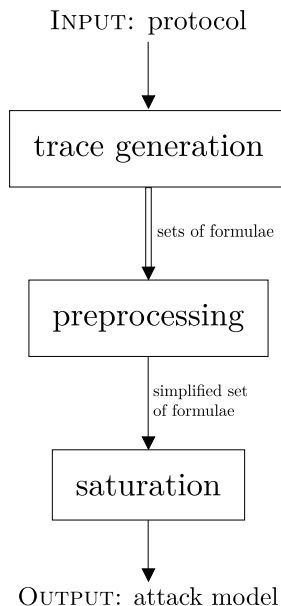 INPUT: protocol
trace generation
sets of formulae
preprocessing
simplified set
of formulae
saturation
OUTPUT: attack model